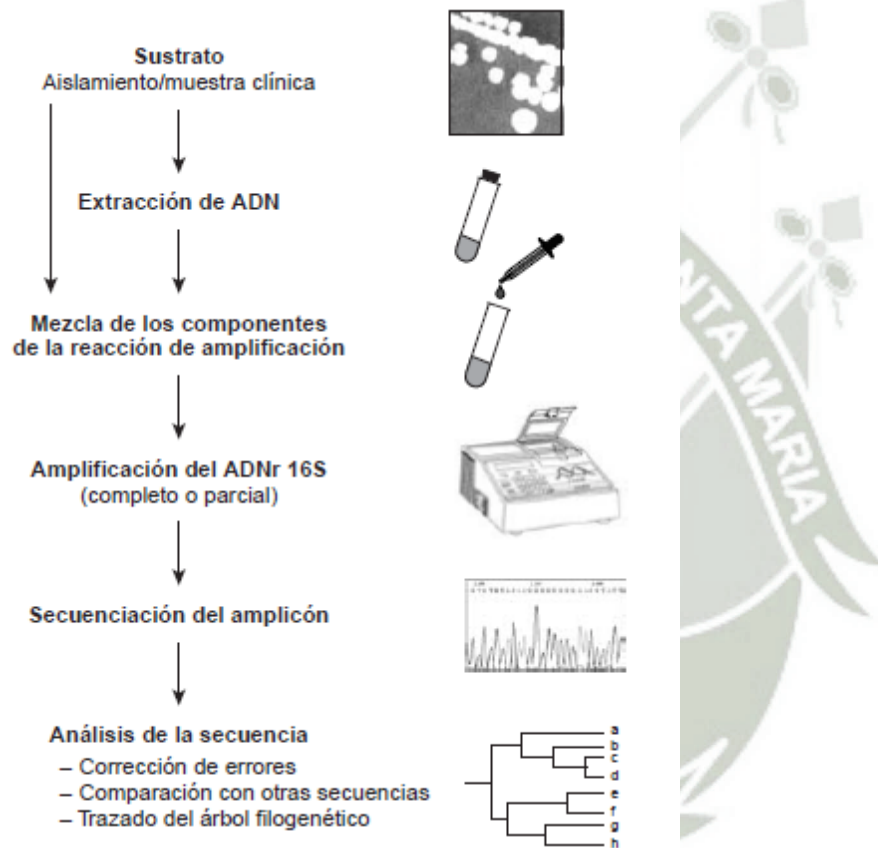 Sustrato
Aislamiento/muestra clínica
Extracción de ADN
Mezcla de los componentes
de la reacción de amplificación
Amplificación del ADNr 16S
(completo o parcial)
Secuenciación del amplicón
Análisis de la secuencia
– Corrección de errores
– Comparación con otras secuencias
– Trazado del árbol filogenético
a
b
c
d
e
f
g
h
NTA MARIA